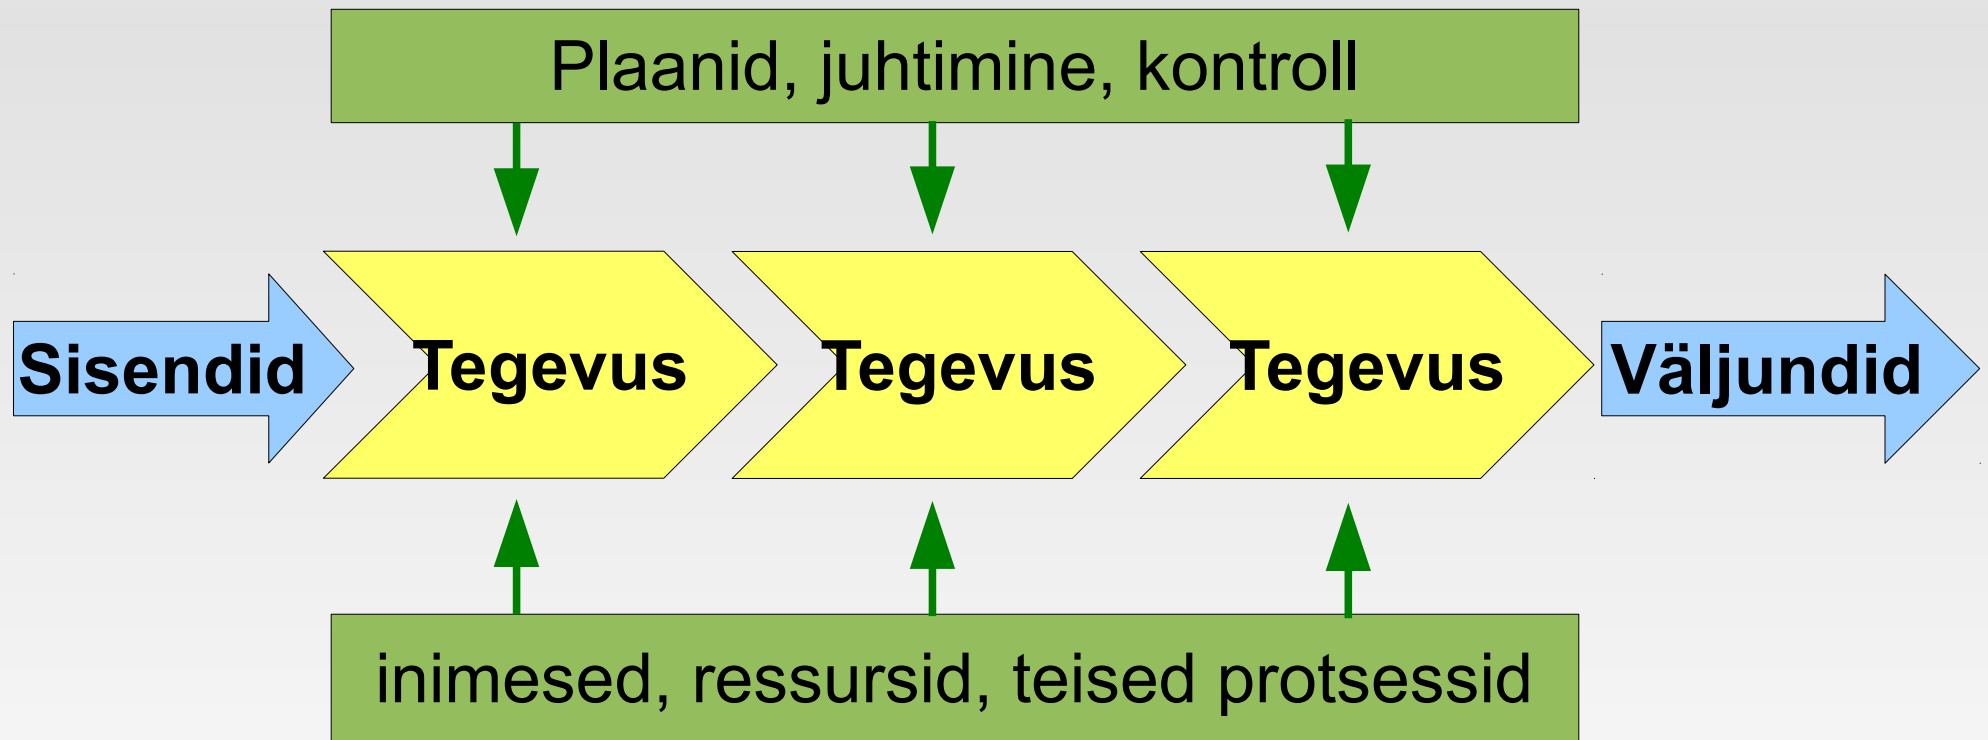 Plaanid, juhtimine, kontroll
Sisendid
Tegevus
Tegevus
Tegevus
Väljundid
inimesed, ressursid, teised protsessid